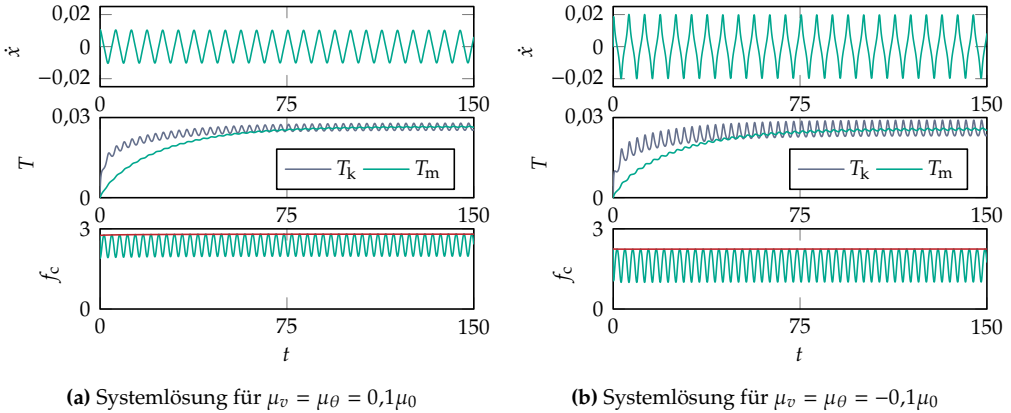 0,02
0
−0,02
ẋ
0
75
150
0,03
0
T
T_k
T_m
0
75
150
3
0
f_c
0
75
150
t
(a) Systemlösung für μ_v = μ_θ = 0,1μ_0
0,02
0
−0,02
ẋ
0
75
150
0,03
0
T
T_k
T_m
0
75
150
3
0
f_c
0
75
150
t
(b) Systemlösung für μ_v = μ_θ = −0,1μ_0